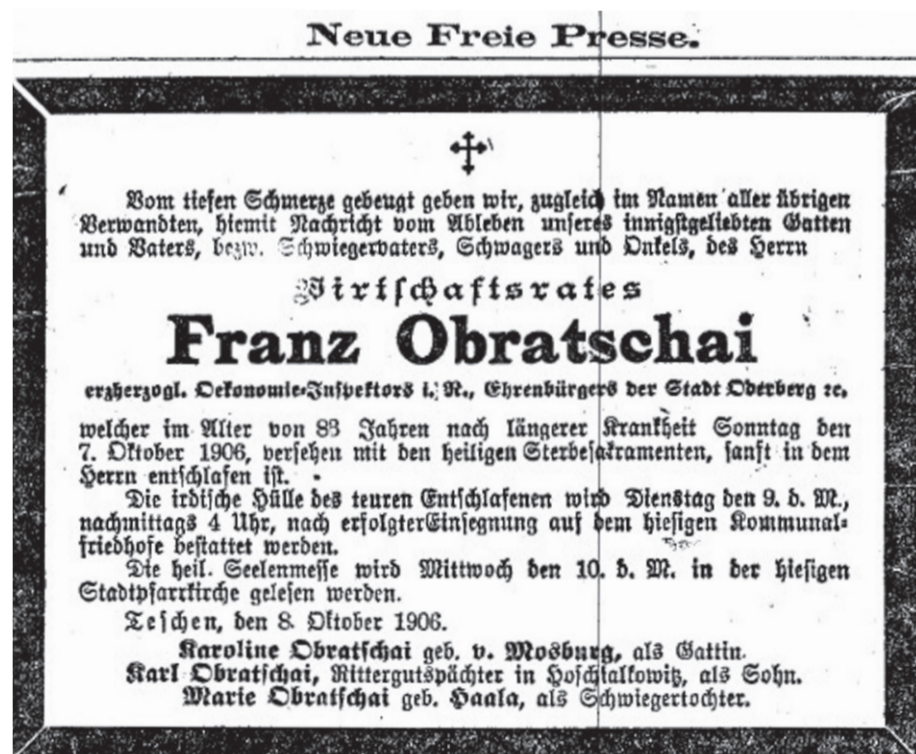 Neue Freie Presse.
Vom tiefen Schmerze gebeugt geben wir, zugleich im Namen aller übrigen
Verwandten, hiemit Nachricht vom Ableben unseres innigstgeliebten Gatten
und Vaters, bezw. Schwiegervaters, Schwagers und Onkels, des Herrn
Wirtschaftsrates
Franz Obratschai
erzherzogl. Oekonomie-Inspektors i. R., Ehrenbürgers der Stadt Oderberg ꝛc.
welcher im Alter von 83 Jahren nach längerer Krankheit Sonntag den
7. Oktober 1906, versehen mit den heiligen Sterbesakramenten, sanft in dem
Herrn entschlafen ist.
Die irdische Hülle des teuren Entschlafenen wird Dienstag den 9. d. M.,
nachmittags 4 Uhr, nach erfolgter Einsegnung auf dem hiesigen Kommunal-
friedhofe bestattet werden.
Die heil. Seelenmesse wird Mittwoch den 10. d. M. in der hiesigen
Stadtpfarrkirche gelesen werden.
Teschen, den 8. Oktober 1906.
Karoline Obratschai geb. v. Mosburg, als Gattin.
Karl Obratschai, Rittergutspächter in Hoschialkowitz, als Sohn.
Marie Obratschai geb. Haala, als Schwiegertochter.